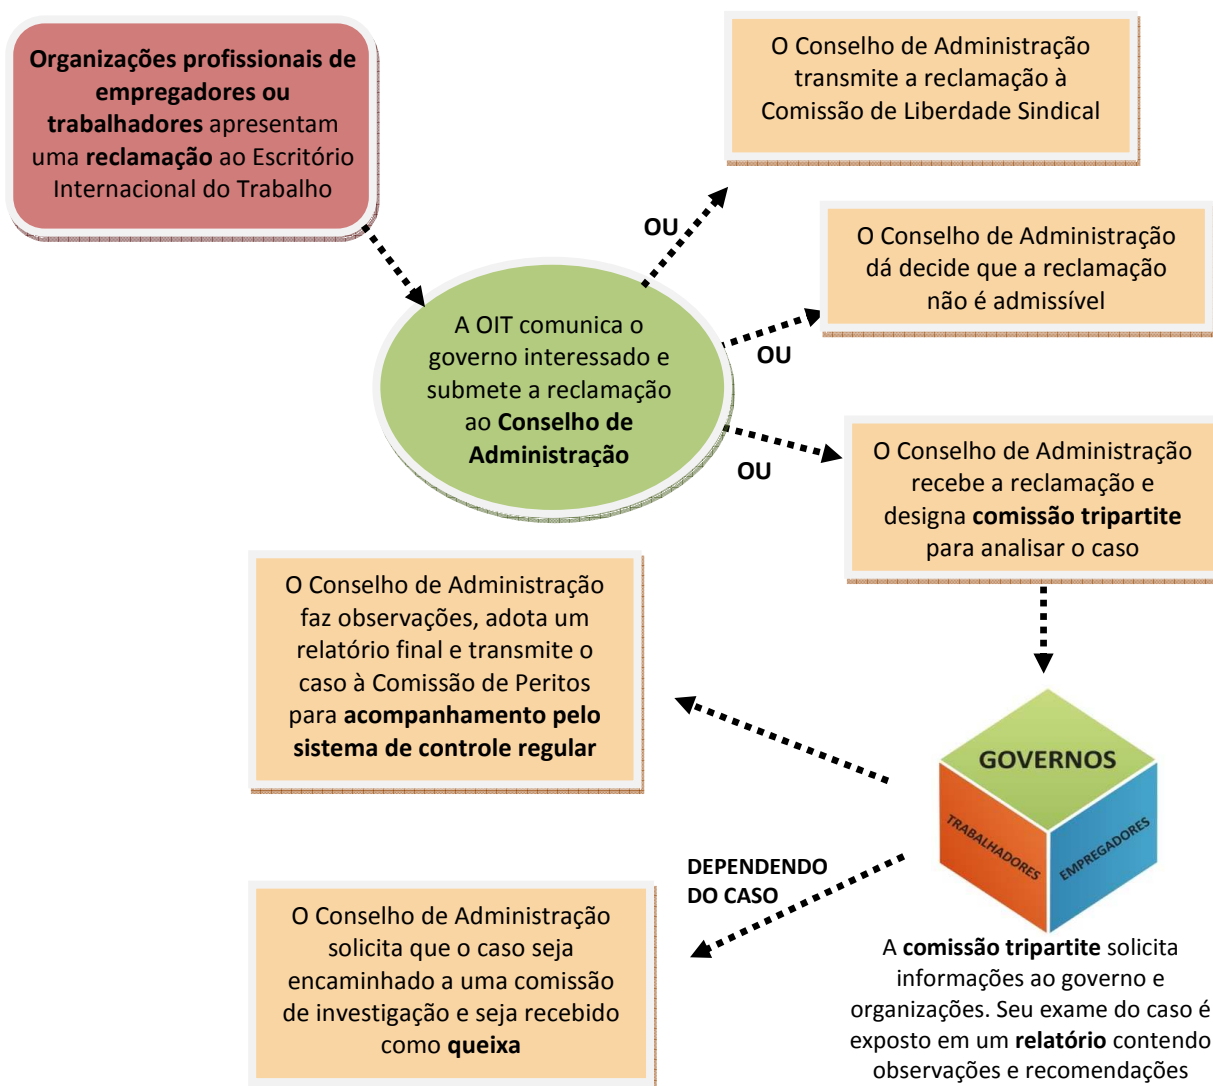 Organizações profissionais de
empregadores ou
trabalhadores apresentam
uma reclamação ao Escritório
Internacional do Trabalho
O Conselho de Administração
transmite a reclamação à
Comissão de Liberdade Sindical
OU
O Conselho de Administração
dá decide que a reclamação
não é admissível
A OIT comunica o
governo interessado e
submete a reclamação
ao Conselho de
Administração
OU
OU
O Conselho de Administração
recebe a reclamação e
designa comissão tripartite
para analisar o caso
O Conselho de Administração
faz observações, adota um
relatório final e transmite o
caso à Comissão de Peritos
para acompanhamento pelo
sistema de controle regular
GOVERNOS
TRABALHADORES
EMPREGADORES
DEPENDENDO
DO CASO
O Conselho de Administração
solicita que o caso seja
encaminhado a uma comissão
de investigação e seja recebido
como queixa
A comissão tripartite solicita
informações ao governo e
organizações. Seu exame do caso é
exposto em um relatório contendo
observações e recomendações